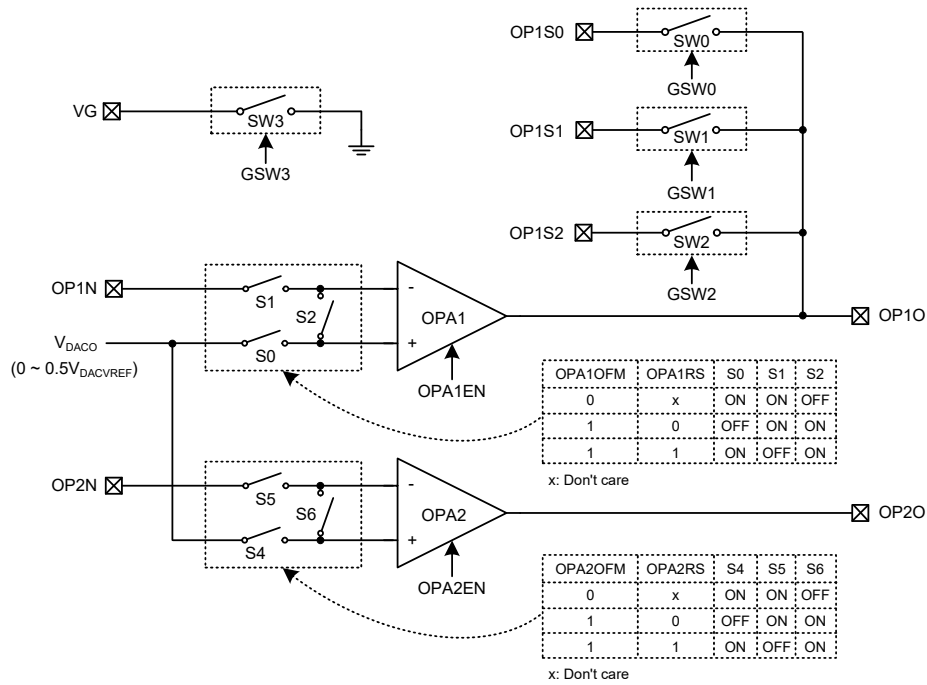 OP1S0
SW0
GSW0
VG
SW3
GSW3
OP1S1
SW1
GSW1
OP1S2
SW2
GSW2
OP1N
S1
S2
S0
-
+
OPA1
OPA1EN
OP1O
V_DACO
(0 ~ 0.5V_DACVREF)
OPA1OFM OPA1RS S0 S1 S2
0 x ON ON OFF
1 0 OFF ON ON
1 1 ON OFF ON
x: Don't care
OP2N
S5
S6
S4
-
+
OPA2
OPA2EN
OP2O
OPA2OFM OPA2RS S4 S5 S6
0 x ON ON OFF
1 0 OFF ON ON
1 1 ON OFF ON
x: Don't care